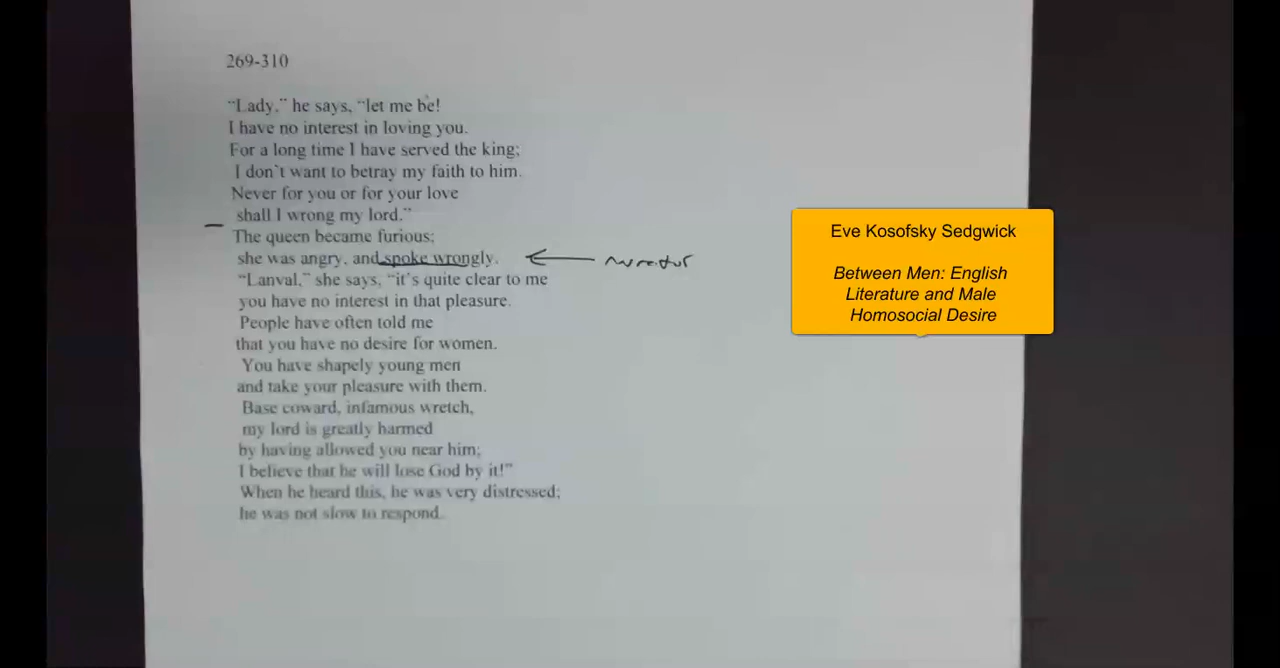 269-310
"Lady," he says, "let me be!
I have no interest in loving you.
For a long time I have served the king;
I don't want to betray my faith to him.
Never for you or for your love
shall I wrong my lord."
The queen became furious;
she was angry, and spoke wrongly. narrator
"Lanval," she says, "it's quite clear to me
you have no interest in that pleasure.
People have often told me
that you have no desire for women.
You have shapely young men
and take your pleasure with them.
Base coward, infamous wretch,
my lord is greatly harmed
by having allowed you near him;
I believe that he will lose God by it!"
When he heard this, he was very distressed;
he was not slow to respond.
Eve Kosofsky Sedgwick
Between Men: English
Literature and Male
Homosocial Desire